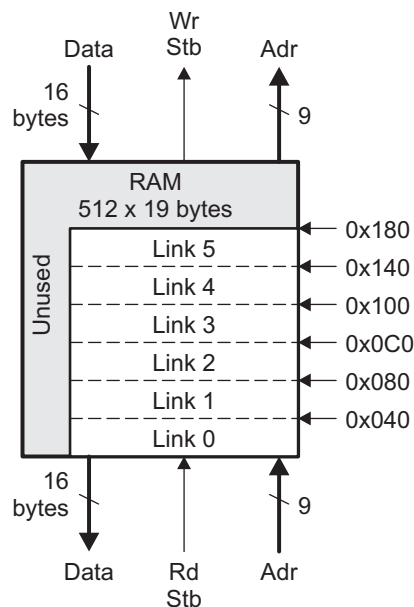 Wr
Stb
Data
Adr
16
bytes
9
RAM
512 x 19 bytes
Unused
0x180
Link 5
0x140
Link 4
0x100
Link 3
0x0C0
Link 2
0x080
Link 1
0x040
Link 0
16
bytes
9
Data
Rd
Stb
Adr